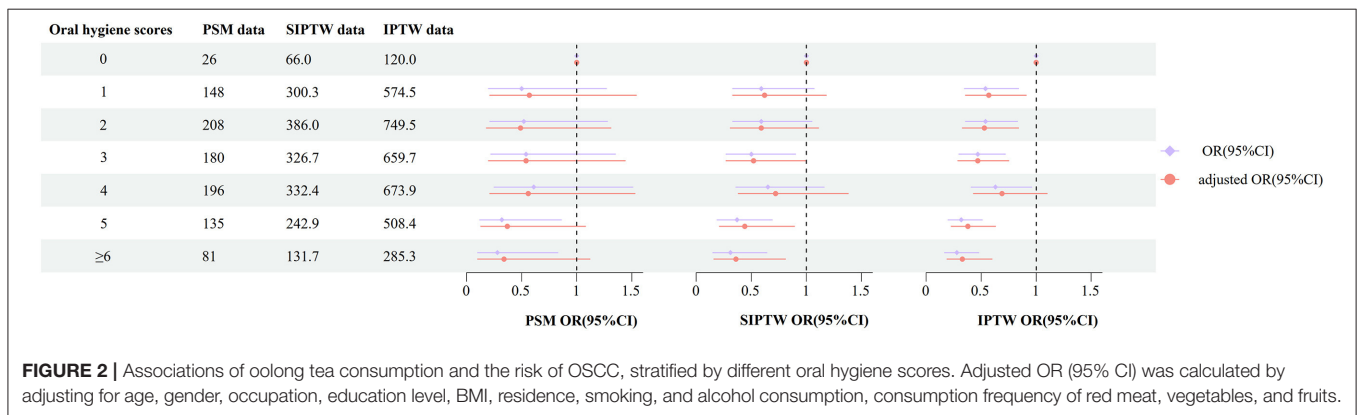 Oral hygiene scores PSM data SIPTW data IPTW data
0 26 66.0 120.0
1 148 300.3 574.5
2 208 386.0 749.5
3 180 326.7 659.7
4 196 332.4 673.9
5 135 242.9 508.4
≥6 81 131.7 285.3
OR(95%CI)
adjusted OR(95%CI)
0 0.5 1 1.5 0 0.5 1 1.5 0 0.5 1 1.5
PSM OR(95%CI) SIPTW OR(95%CI) IPTW OR(95%CI)
FIGURE 2 | Associations of oolong tea consumption and the risk of OSCC, stratified by different oral hygiene scores. Adjusted OR (95% CI) was calculated by
adjusting for age, gender, occupation, education level, BMI, residence, smoking, and alcohol consumption, consumption frequency of red meat, vegetables, and fruits.